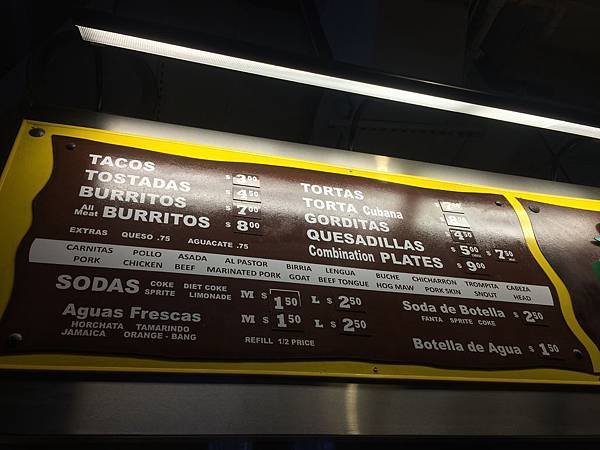 TACOS $ 3.00
TOSTADAS $ 4.50
BURRITOS $ 7.00
All Meat BURRITOS $ 8.00
EXTRAS QUESO .75 AGUACATE .75
TORTAS $
TORTA Cubana $
GORDITAS $ 4.50
QUESADILLAS $ 5.00 $ 7.50
Combination PLATES $ 9.00
CARNITAS POLLO ASADA AL PASTOR BIRRIA LENGUA BUCHE CHICHARRON TROMPITA CABEZA
PORK CHICKEN BEEF MARINATED PORK GOAT BEEF TONGUE HOG MAW PORK SKIN SNOUT HEAD
SODAS COKE DIET COKE SPRITE LIMONADE M $ 1.50 L $ 2.50
Aguas Frescas M $ 1.50 L $ 2.50
HORCHATA TAMARINDO
JAMAICA ORANGE - BANG
REFILL 1/2 PRICE
Soda de Botella $ 2.50
FANTA SPRITE COKE
Botella de Agua $ 1.50